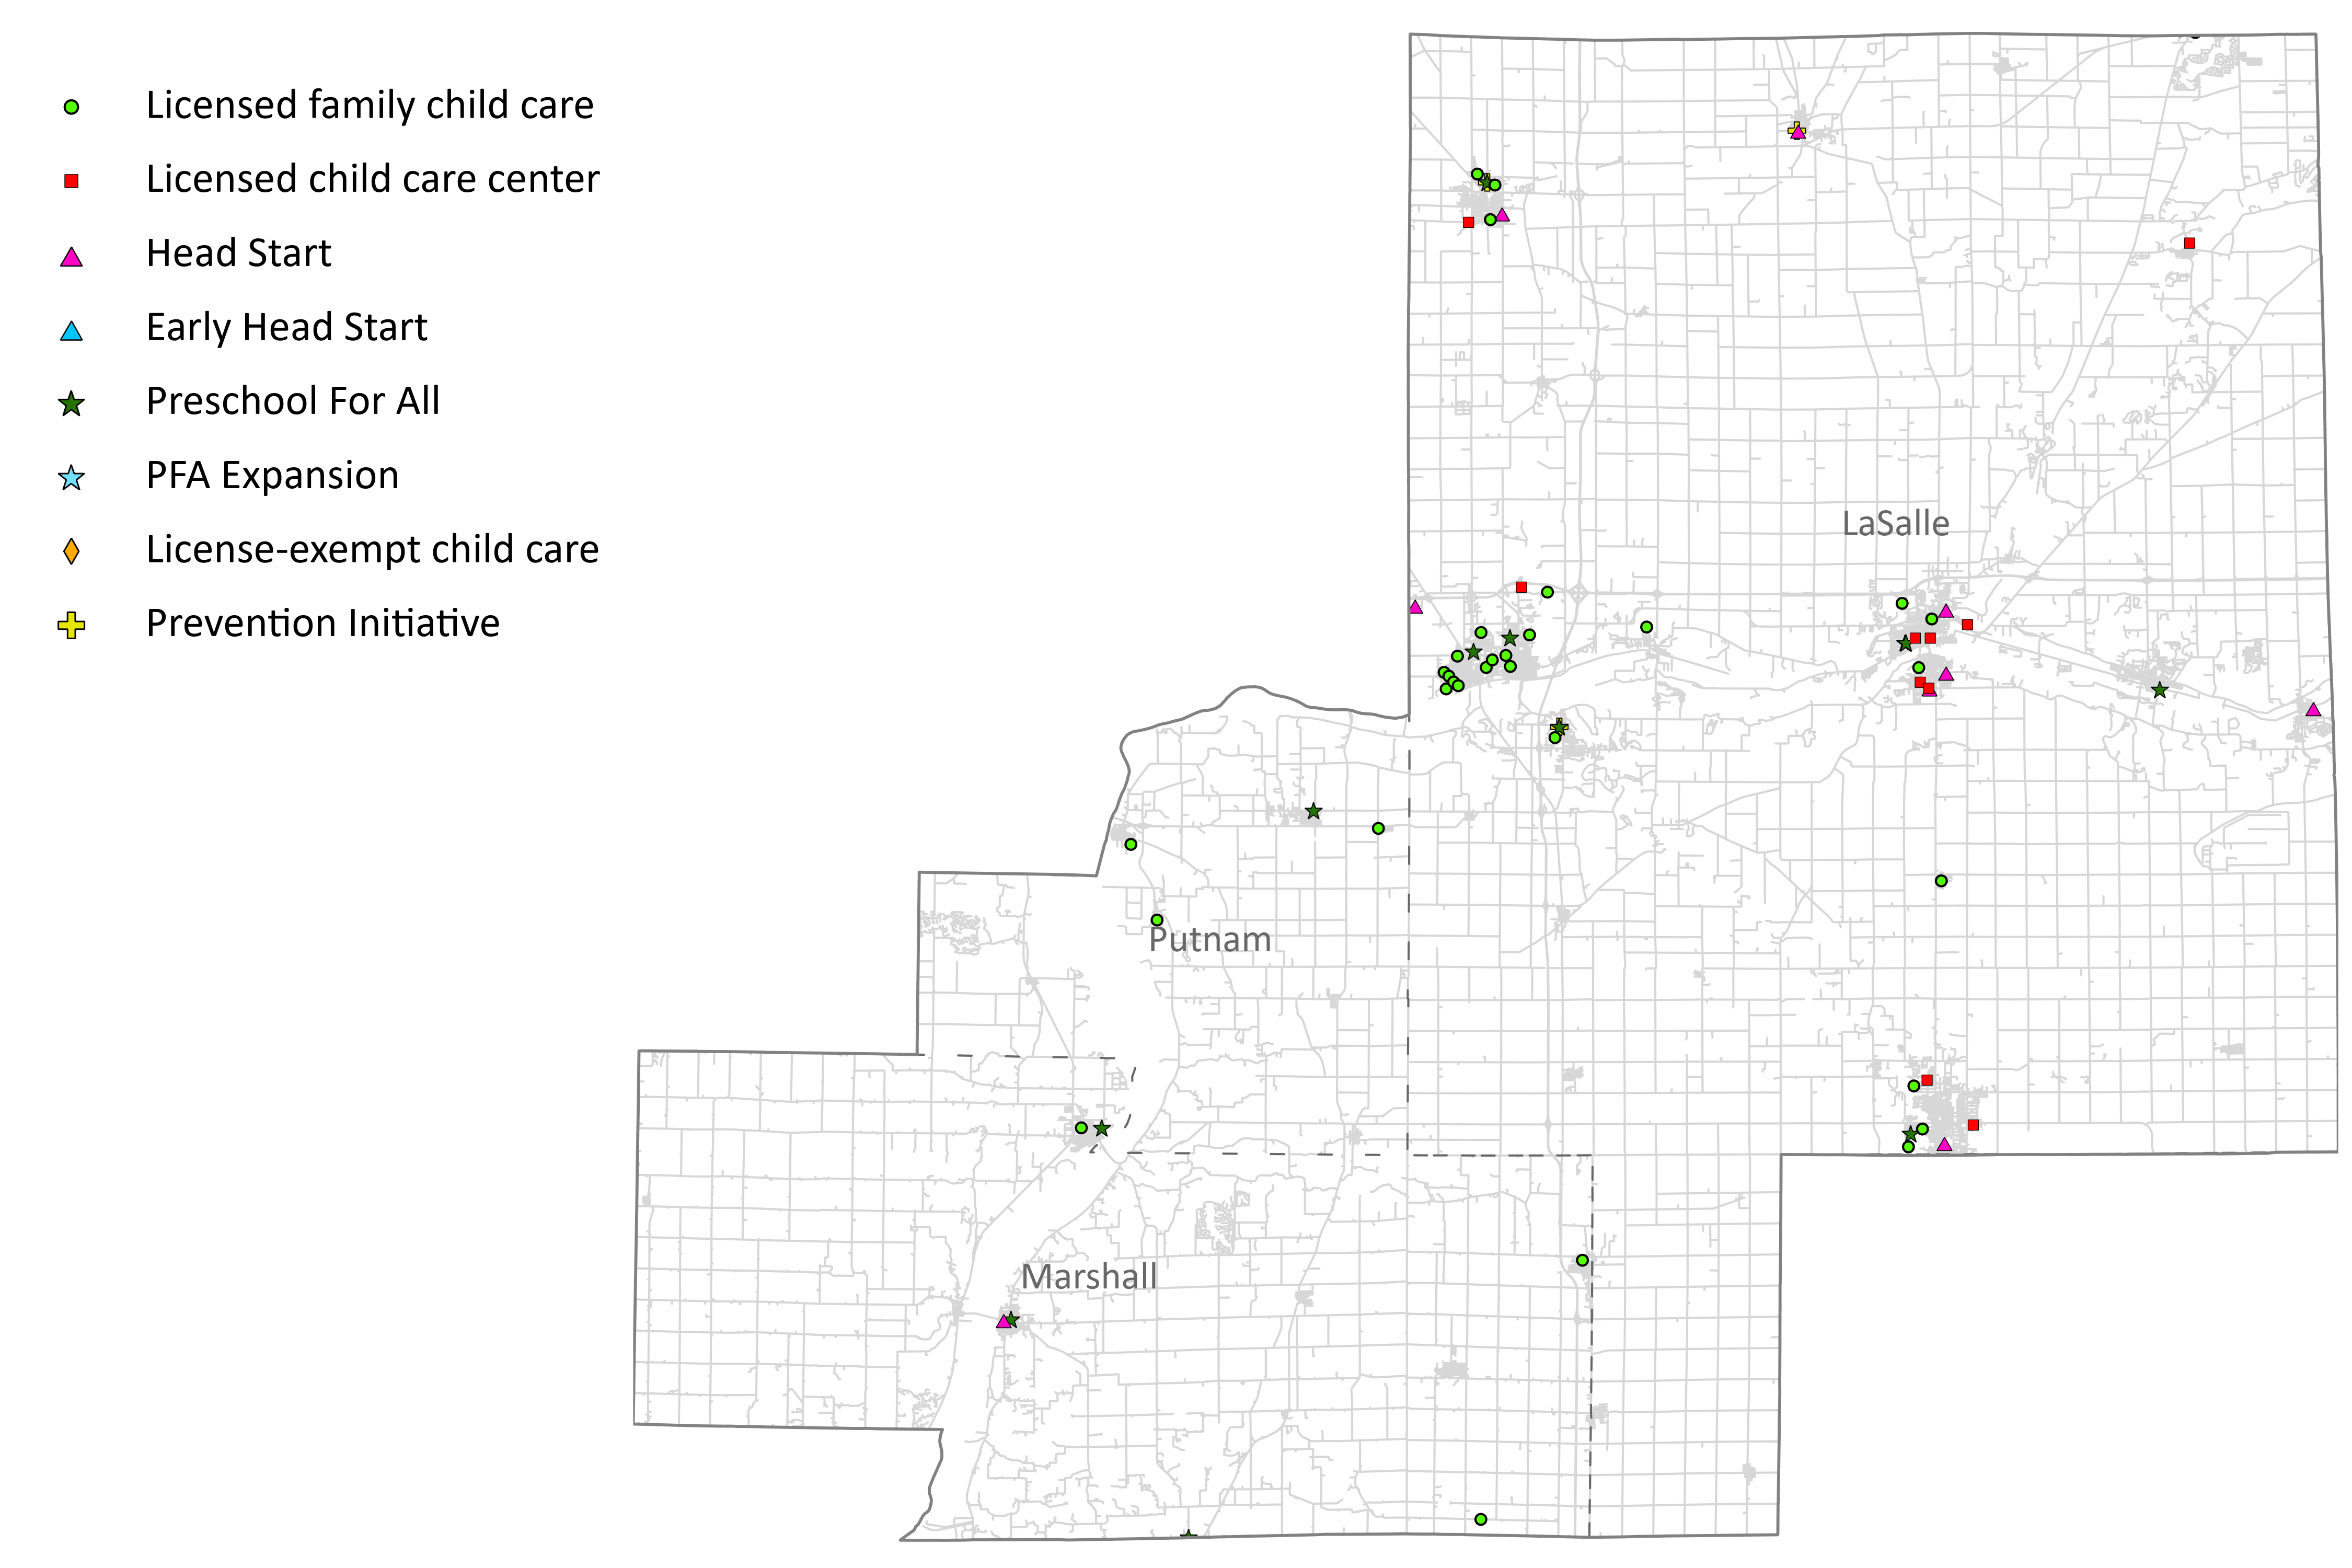 Licensed family child care
Licensed child care center
Head Start
Early Head Start
Preschool For All
PFA Expansion
License-exempt child care
Prevention Initiative
LaSalle
Putnam
Marshall